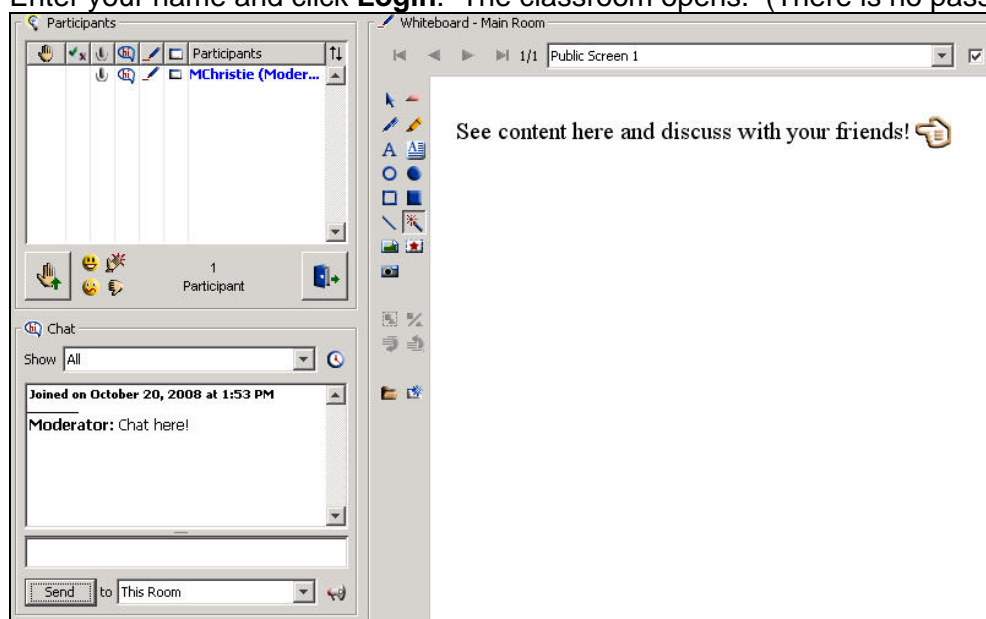 Enter your name and click Login. The classroom opens. (There is no pass
Participants
Participants
MChristie (Moder...
1
Participant
Chat
Show All
Joined on October 20, 2008 at 1:53 PM
Moderator: Chat here!
Send to This Room
Whiteboard - Main Room
1/1 Public Screen 1
See content here and discuss with your friends!